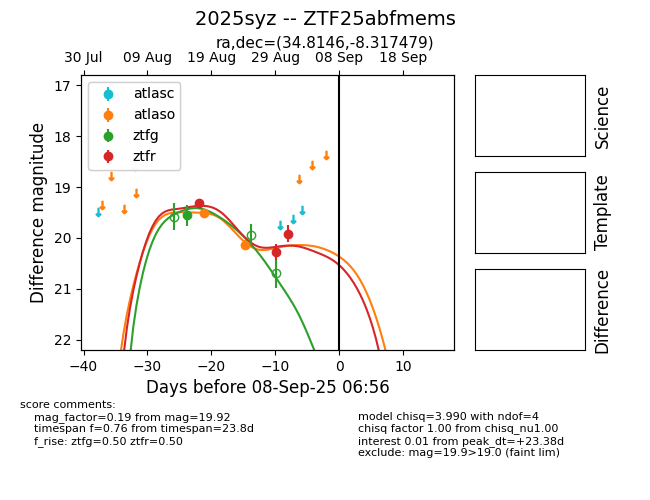 2025syz -- ZTF25abfmems
ra,dec=(34.8146,-8.317479)
30 Jul 09 Aug 19 Aug 29 Aug 08 Sep 18 Sep
17
18
19
20
21
22
Difference magnitude
atlasc
atlaso
ztfg
ztfr
−40 −30 −20 −10 0 10
Days before 08-Sep-25 06:56
Science
Template
Difference
score comments:
mag_factor=0.19 from mag=19.92
timespan f=0.76 from timespan=23.8d
f_rise: ztfg=0.50 ztfr=0.50
model chisq=3.990 with ndof=4
chisq factor 1.00 from chisq_nu1.00
interest 0.01 from peak_dt=+23.38d
exclude: mag=19.9>19.0 (faint lim)